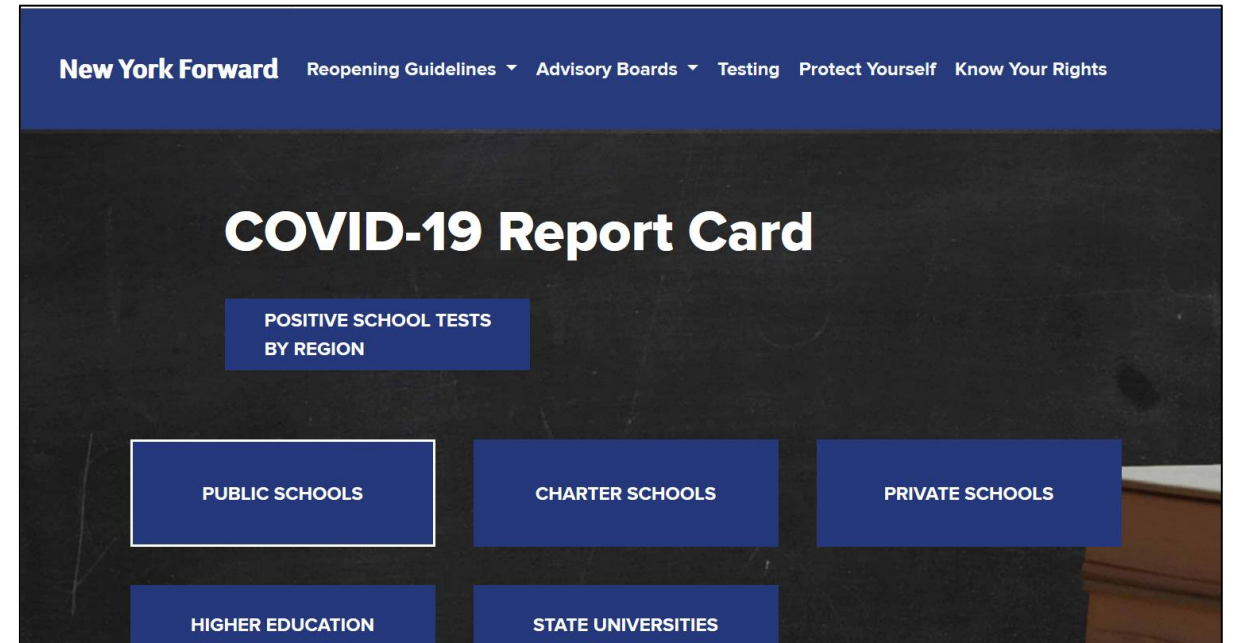 New York Forward Reopening Guidelines Advisory Boards Testing Protect Yourself Know Your Rights
COVID-19 Report Card
POSITIVE SCHOOL TESTS
BY REGION
PUBLIC SCHOOLS CHARTER SCHOOLS PRIVATE SCHOOLS
HIGHER EDUCATION STATE UNIVERSITIES